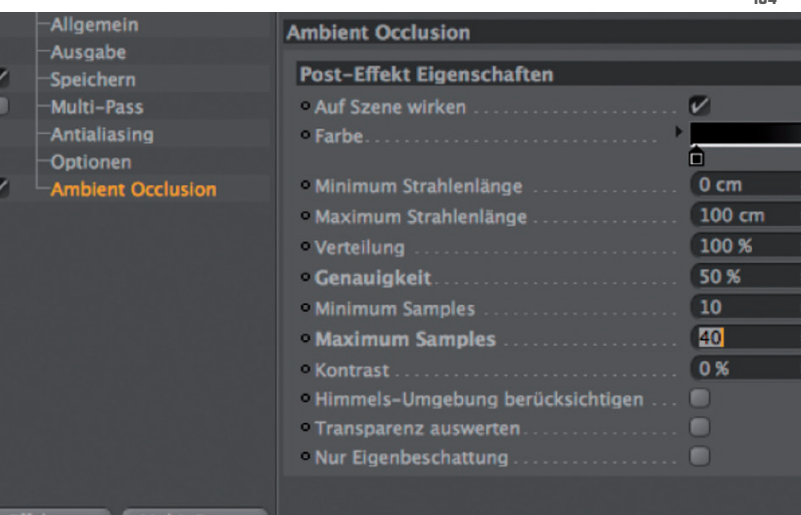 Allgemein
Ausgabe
Speichern
Multi-Pass
Antialiasing
Optionen
Ambient Occlusion
Ambient Occlusion
Post-Effekt Eigenschaften
Auf Szene wirken
Farbe
Minimum Strahlenlänge 0 cm
Maximum Strahlenlänge 100 cm
Verteilung 100 %
Genauigkeit 50 %
Minimum Samples 10
Maximum Samples 40
Kontrast 0 %
Himmels-Umgebung berücksichtigen
Transparenz auswerten
Nur Eigenbeschattung